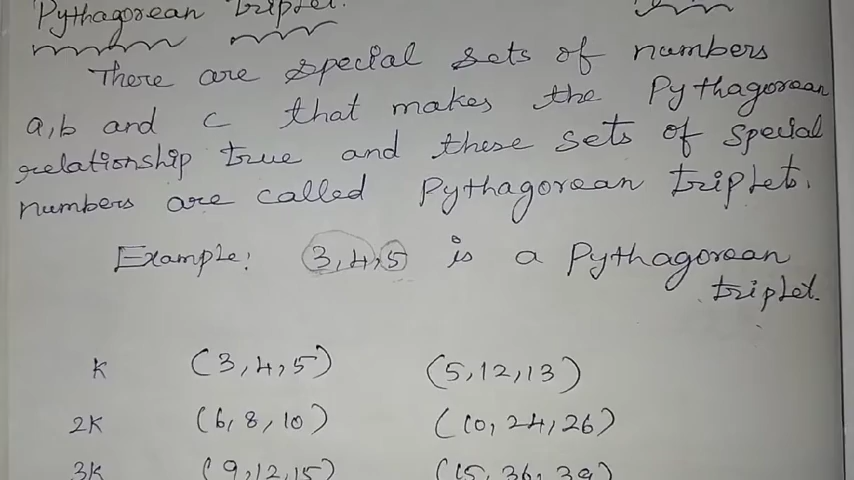 Pythagorean triplet.
There are special sets of numbers
a,b and c that makes the Pythagorean
relationship true and these sets of special
numbers are called Pythagorean triplets.
Example: 3,4,5 is a Pythagorean
triplet.
K (3,4,5) (5,12,13)
2K (6,8,10) (10,24,26)
3K (9,12,15) (15,36,39)